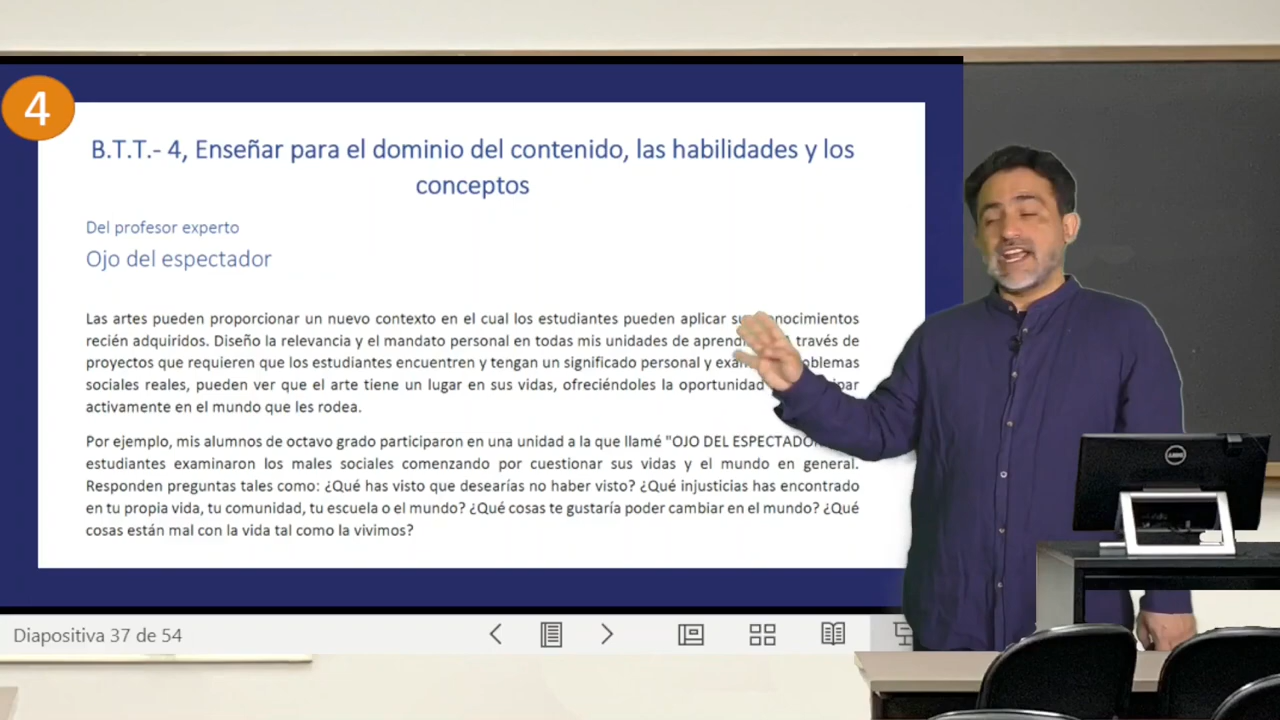 4
B.T.T.- 4, Enseñar para el dominio del contenido, las habilidades y los
conceptos
Del profesor experto
Ojo del espectador
Las artes pueden proporcionar un nuevo contexto en el cual los estudiantes pueden aplicar
recién adquiridos. Diseño la relevancia y el mandato personal en todas mis unidades de través de
proyectos que requieren que los estudiantes encuentren y tengan un significado personal y
sociales reales, pueden ver que el arte tiene un lugar en sus vidas, ofreciéndoles la oportunidad
activamente en el mundo que les rodea.
Por ejemplo, mis alumnos de octavo grado participaron en una unidad a la que llamé "OJO DEL
estudiantes examinaron los males sociales comenzando por cuestionar sus vidas y el mundo en general.
Responden preguntas tales como: ¿Qué has visto que desearías no haber visto? ¿Qué injusticias has encontrado
en tu propia vida, tu comunidad, tu escuela o el mundo? ¿Qué cosas te gustaría poder cambiar en el mundo? ¿Qué
cosas están mal con la vida tal como la vivimos?
Diapositiva 37 de 54